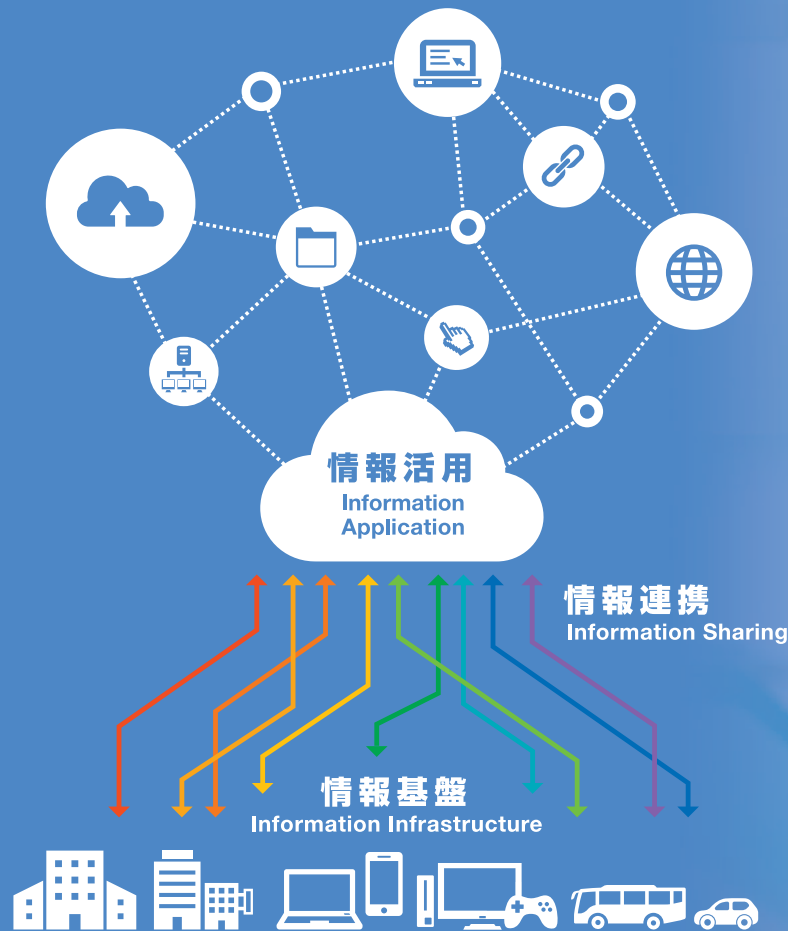 情報活用
Information
Application
情報連携
Information Sharing
情報基盤
Information Infrastructure